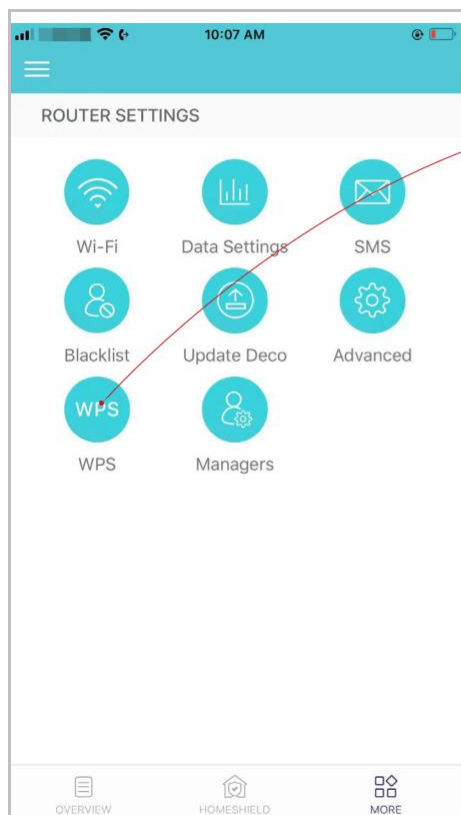 10:07 AM
ROUTER SETTINGS
Wi-Fi Data Settings SMS
Blacklist Update Deco Advanced
WPS
WPS Managers
OVERVIEW HOMESHIELD MORE